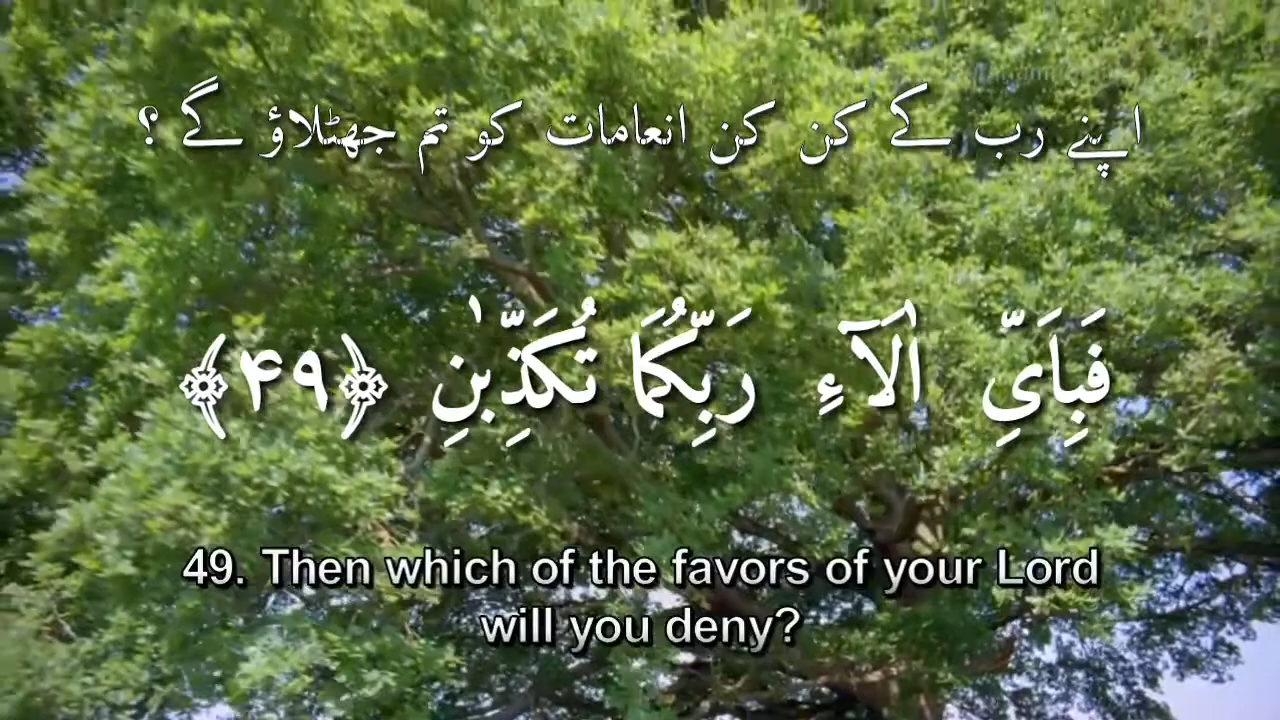 اپنے رب کے کن کن انعامات کو تم جھٹلاؤ گے ؟
فَبِاَیِّ اٰلَآءِ رَبِّکُمَا تُکَذِّبٰنِ ﴿۴۹﴾
49. Then which of the favors of your Lord
will you deny?